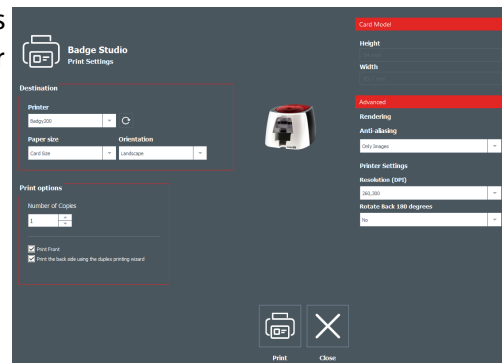 s
r
Badge Studio
Print Settings
Destination
Printer
Badgy200
Paper size
Orientation
Card Size
Landscape
Print options
Number of Copies
1
Print Front
Print the back side using the duplex printing wizard
Print
Close
Card Model
Height
Width
Advanced
Rendering
Anti-aliasing
Only Images
Printer Settings
Resolution (DPI)
260,300
Rotate Back 180 degrees
No